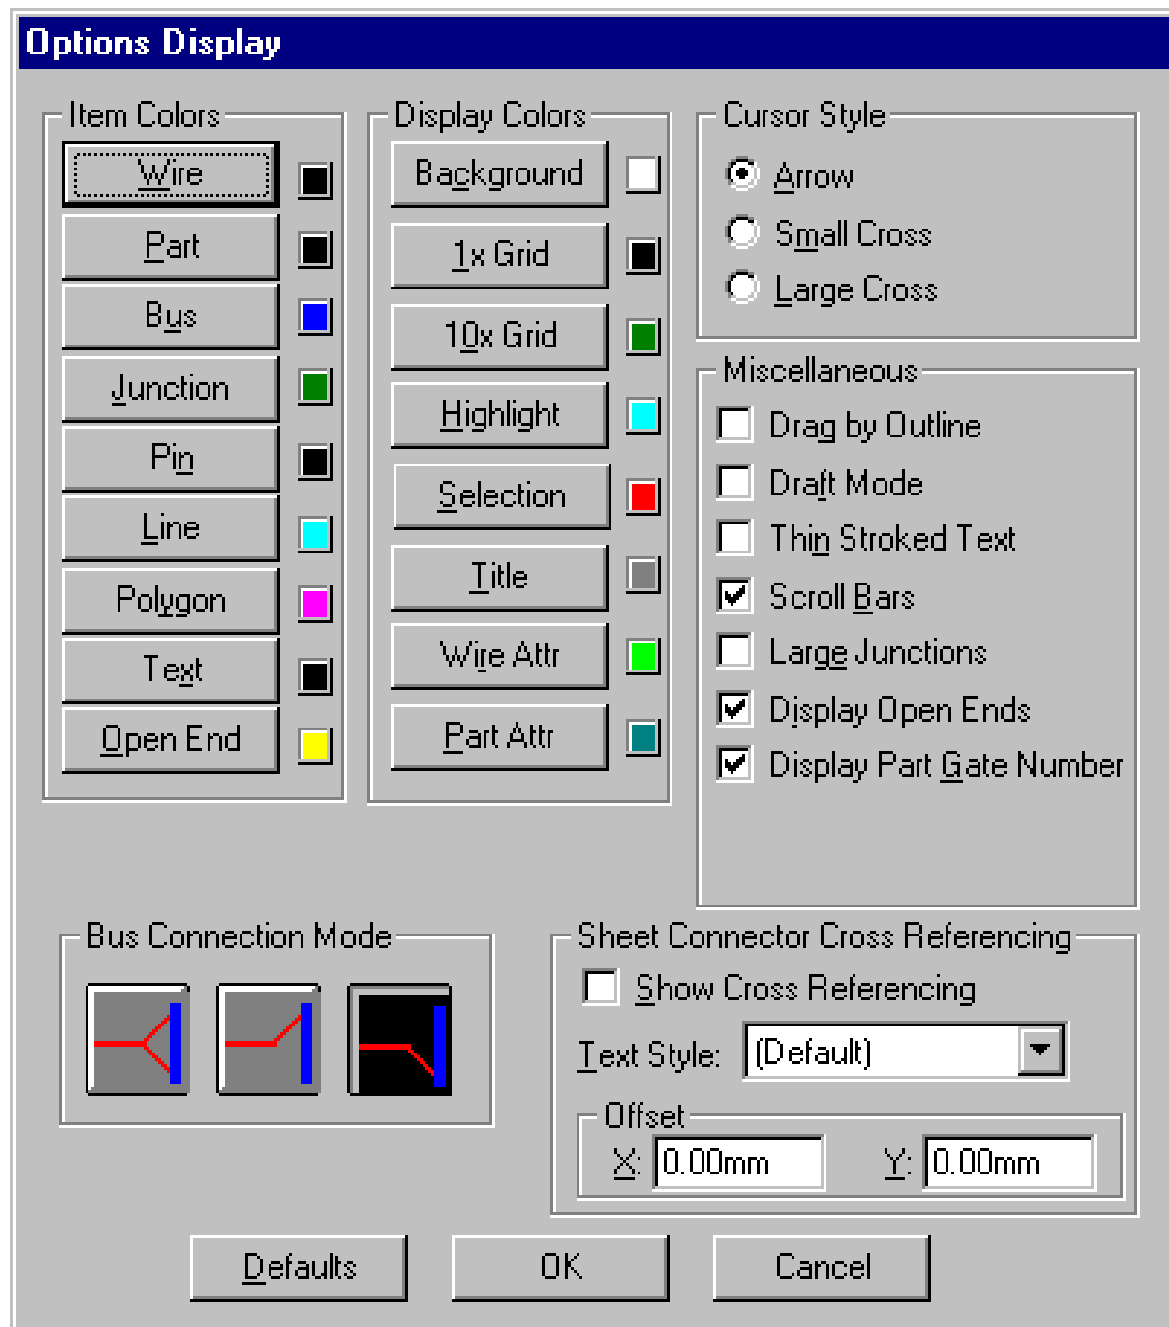 Options Display
Item Colors
Wire
Part
Bus
Junction
Pin
Line
Polygon
Text
Open End
Display Colors
Background
1x Grid
10x Grid
Highlight
Selection
Title
Wire Attr
Part Attr
Cursor Style
Arrow
Small Cross
Large Cross
Miscellaneous
Drag by Outline
Draft Mode
Thin Stroked Text
Scroll Bars
Large Junctions
Display Open Ends
Display Part Gate Number
Bus Connection Mode
Sheet Connector Cross Referencing
Show Cross Referencing
Text Style: (Default)
Offset
X: 0.00mm Y: 0.00mm
Defaults OK Cancel